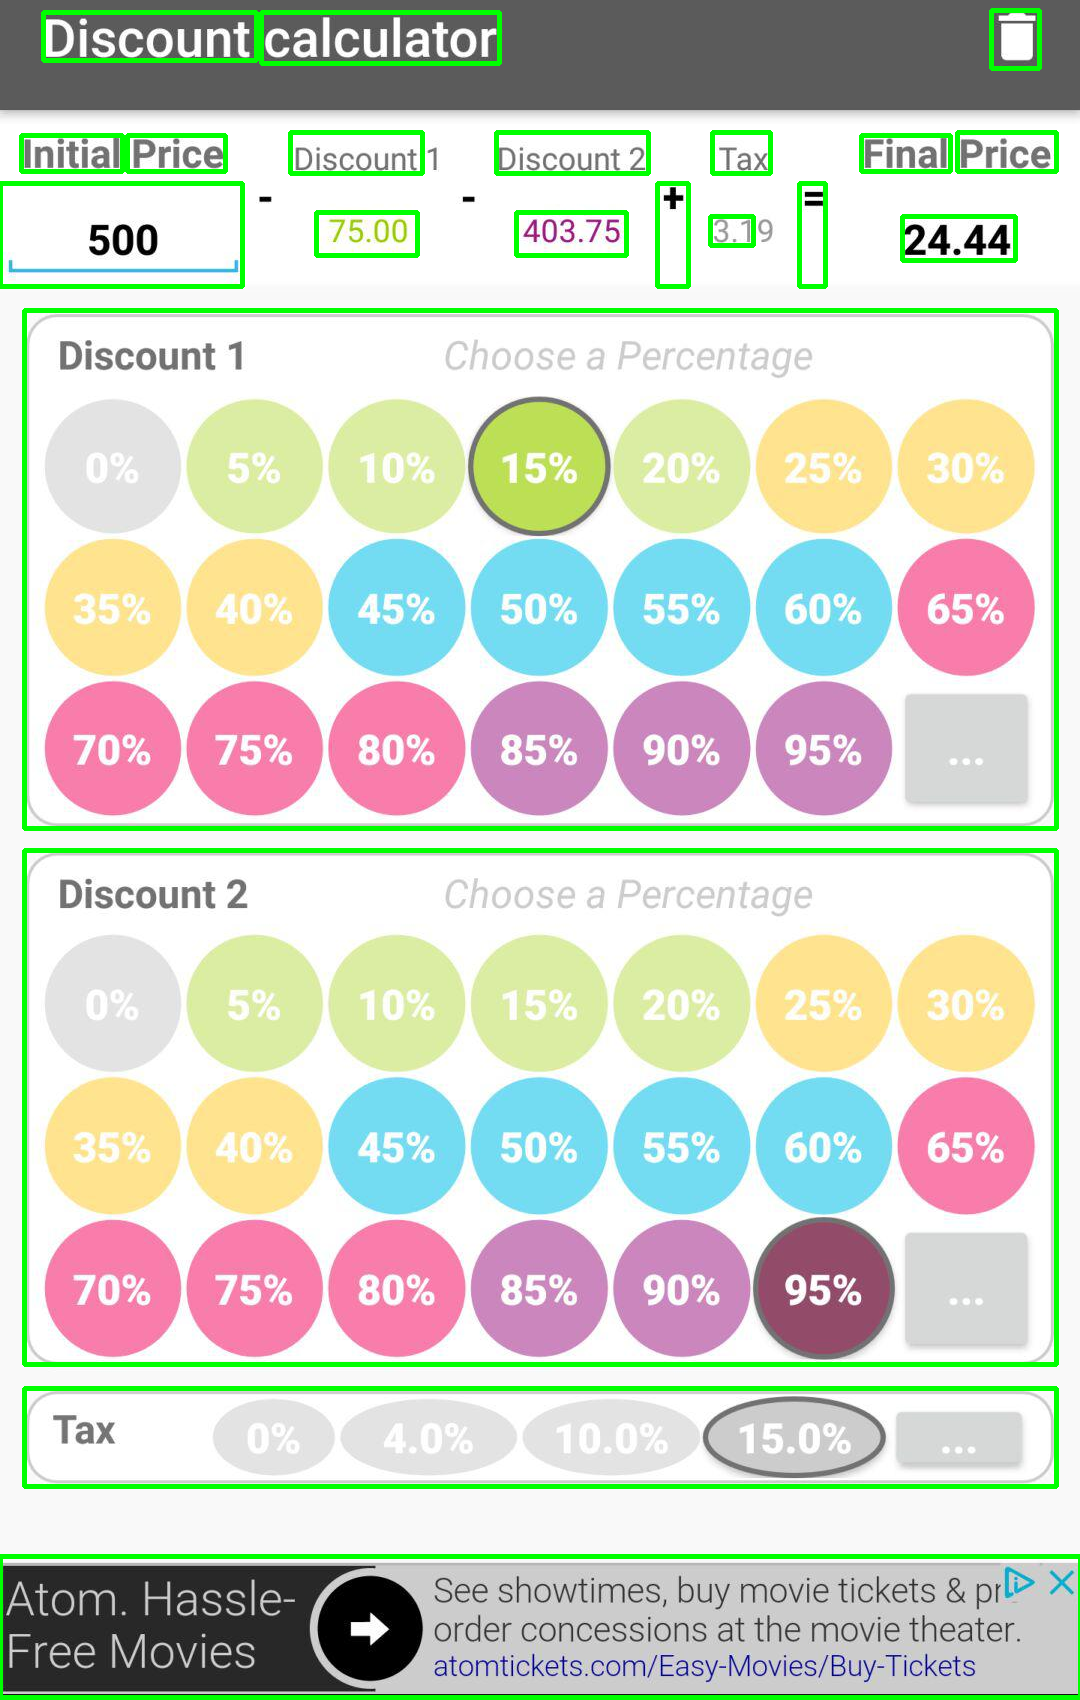 Discount calculator
Initial Price Discount 1 Discount 2 Tax Final Price
500 - 75.00 - 403.75 + 3.19 = 24.44
Discount 1 Choose a Percentage
0% 5% 10% 15% 20% 25% 30%
35% 40% 45% 50% 55% 60% 65%
70% 75% 80% 85% 90% 95% ...
Discount 2 Choose a Percentage
0% 5% 10% 15% 20% 25% 30%
35% 40% 45% 50% 55% 60% 65%
70% 75% 80% 85% 90% 95% ...
Tax 0% 4.0% 10.0% 15.0% ...
Atom. Hassle-
Free Movies
See showtimes, buy movie tickets &
order concessions at the movie theater.
atomtickets.com/Easy-Movies/Buy-Tickets